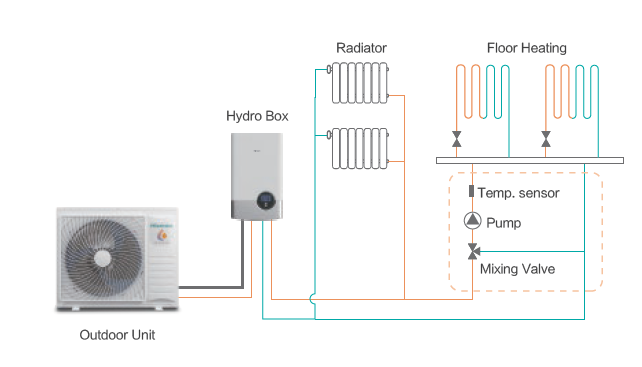 Radiator
Floor Heating
Hydro Box
Temp. sensor
Pump
Mixing Valve
Outdoor Unit